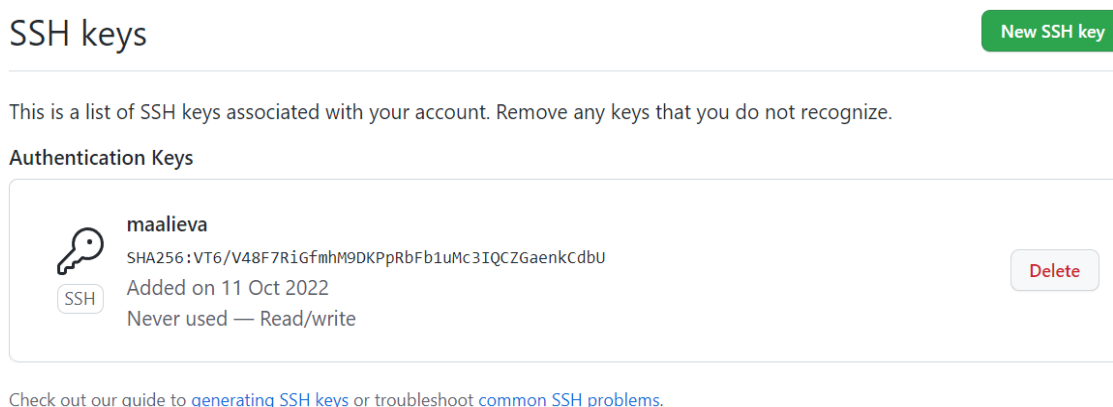 SSH keys
New SSH key
This is a list of SSH keys associated with your account. Remove any keys that you do not recognize.
Authentication Keys
maalieva
SHA256:VT6/V48F7RiGfmhM9DKPpRbFb1uMc3IQCZGaenkCdbU
SSH
Added on 11 Oct 2022
Never used — Read/write
Delete
Check out our guide to generating SSH keys or troubleshoot common SSH problems.